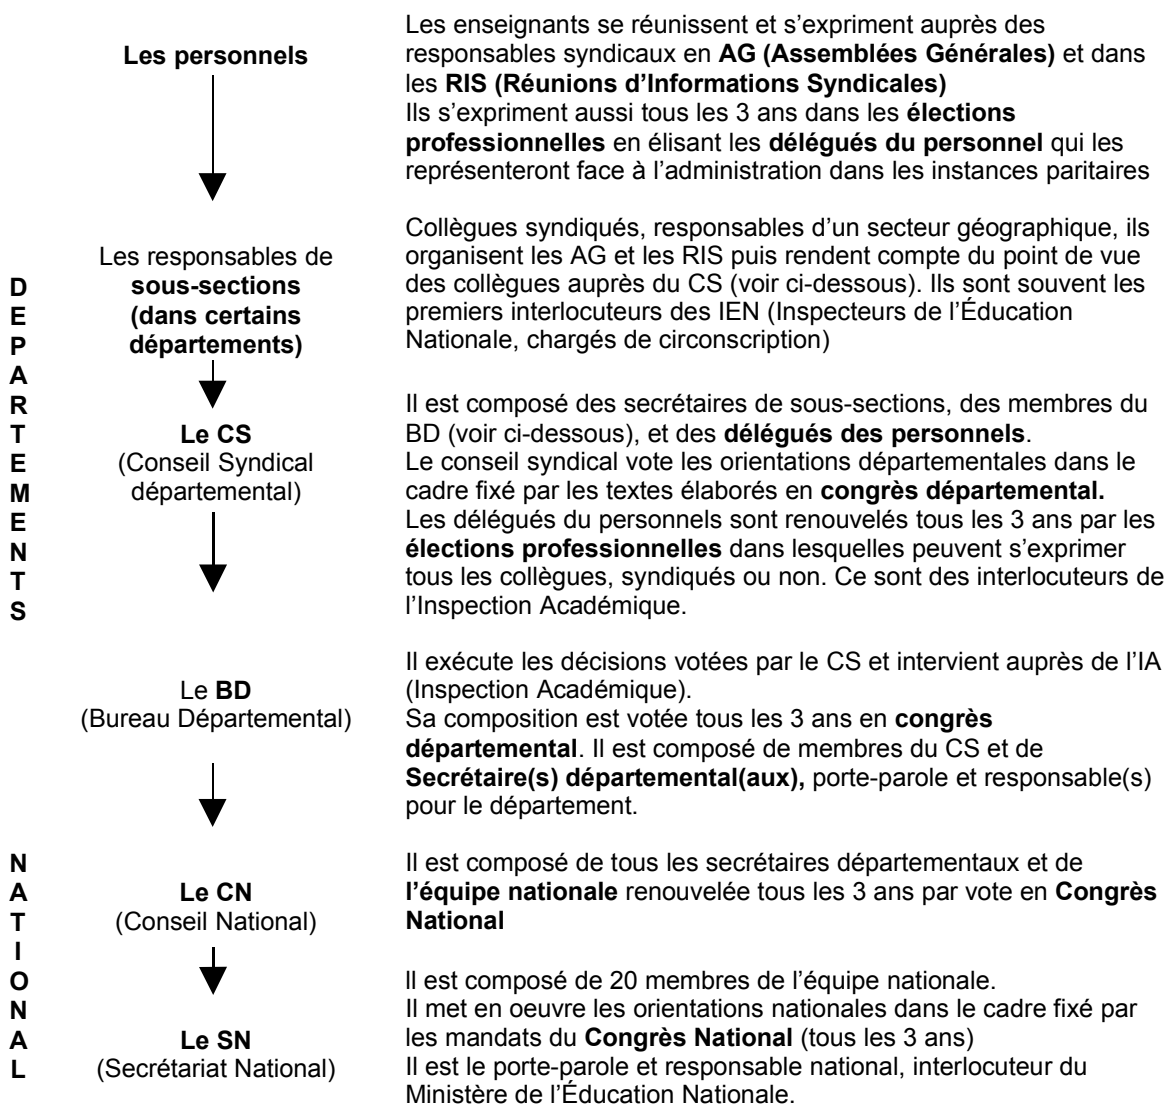 Les personnels
Les enseignants se réunissent et s’expriment auprès des
responsables syndicaux en AG (Assemblées Générales) et dans
les RIS (Réunions d’Informations Syndicales)
Ils s’expriment aussi tous les 3 ans dans les élections
professionnelles en élisant les délégués du personnel qui les
représenteront face à l’administration dans les instances paritaires
D
E
P
A
R
T
E
M
E
N
T
S
Les responsables de
sous-sections
(dans certains
départements)
Collègues syndiqués, responsables d’un secteur géographique, ils
organisent les AG et les RIS puis rendent compte du point de vue
des collègues auprès du CS (voir ci-dessous). Ils sont souvent les
premiers interlocuteurs des IEN (Inspecteurs de l’Éducation
Nationale, chargés de circonscription)
Le CS
(Conseil Syndical
départemental)
Il est composé des secrétaires de sous-sections, des membres du
BD (voir ci-dessous), et des délégués des personnels.
Le conseil syndical vote les orientations départementales dans le
cadre fixé par les textes élaborés en congrès départemental.
Les délégués du personnels sont renouvelés tous les 3 ans par les
élections professionnelles dans lesquelles peuvent s’exprimer
tous les collègues, syndiqués ou non. Ce sont des interlocuteurs de
l’Inspection Académique.
Le BD
(Bureau Départemental)
Il exécute les décisions votées par le CS et intervient auprès de l’IA
(Inspection Académique).
Sa composition est votée tous les 3 ans en congrès
départemental. Il est composé de membres du CS et de
Secrétaire(s) départemental(aux), porte-parole et responsable(s)
pour le département.
N
A
T
I
O
N
A
L
Le CN
(Conseil National)
Il est composé de tous les secrétaires départementaux et de
l’équipe nationale renouvelée tous les 3 ans par vote en Congrès
National
Le SN
(Secrétariat National)
Il est composé de 20 membres de l’équipe nationale.
Il met en oeuvre les orientations nationales dans le cadre fixé par
les mandats du Congrès National (tous les 3 ans)
Il est le porte-parole et responsable national, interlocuteur du
Ministère de l’Éducation Nationale.